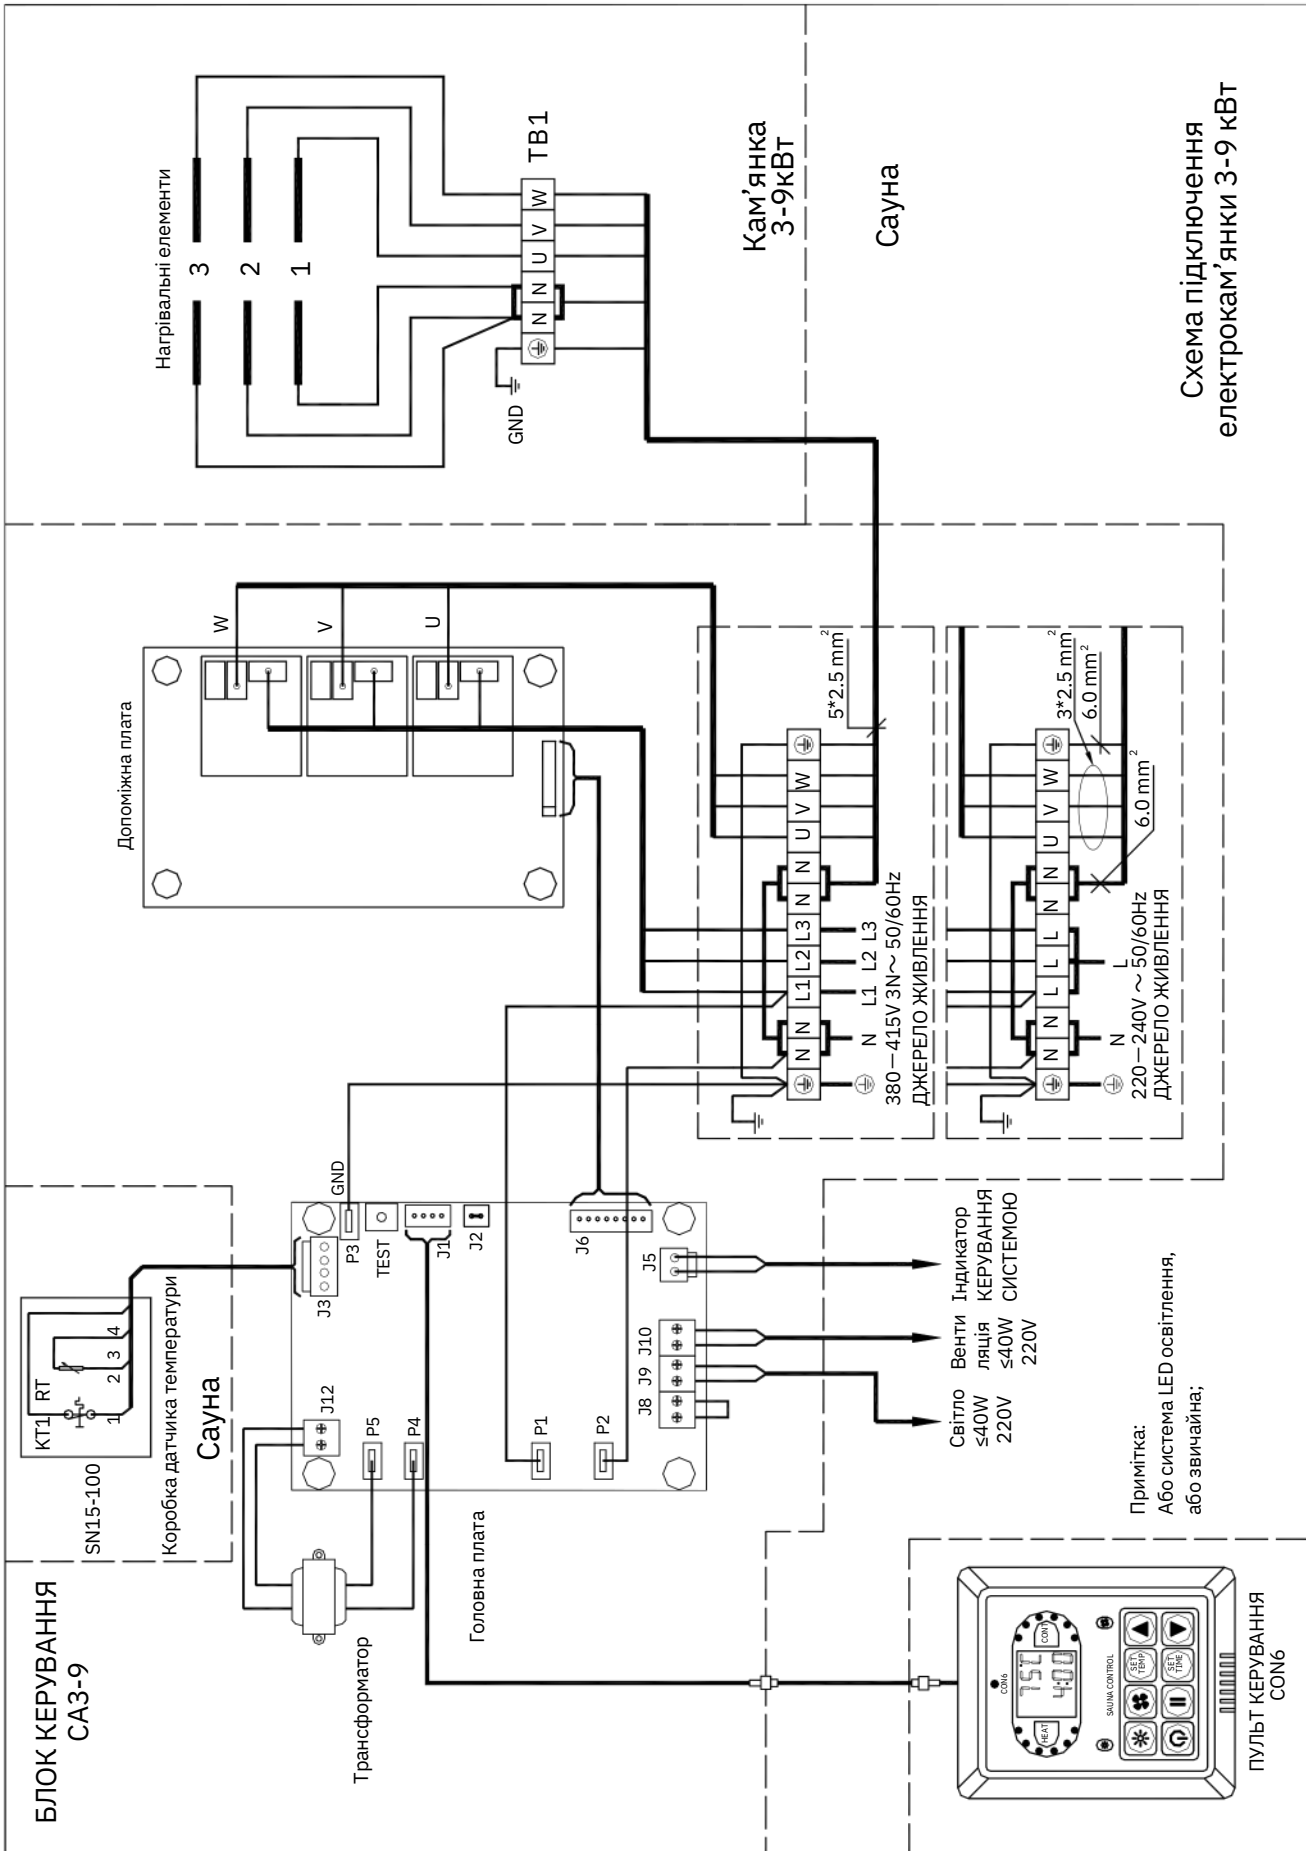 БЛОК КЕРУВАННЯ
СА3-9
SN15-100
KT1
RT
1
2
3
4
Коробка датчика температури
Сауна
Трансформатор
Головна плата
J12
P5
P4
P1
P2
J3
P3
GND
TEST
J1
J2
J6
J5
J8
J9
J10
Світло
≤40W
220V
Венти
ляція
≤40W
220V
Індикатор
КЕРУВАННЯ
СИСТЕМОЮ
Допоміжна плата
W
V
U
N
N
L1
L2
L3
N
N
U
V
W
N
L1
L2
L3
380−415V 3N~ 50/60Hz
ДЖЕРЕЛО ЖИВЛЕННЯ
5*2.5 mm²
N
N
L
L
L
N
N
U
V
W
N
L
220−240V ~ 50/60Hz
ДЖЕРЕЛО ЖИВЛЕННЯ
3*2.5 mm²
6.0 mm²
6.0 mm²
Нагрівальні елементи
3
2
1
GND
N
N
U
V
W
TB1
Кам’янка
3-9кВт
Сауна
Схема підключення
електрокам’янки 3-9 кВт
Примітка:
Або система LED освітлення,
або звичайна;
CON6
HEAT
CONT
SAUNA CONTROL
SET
TEMP
SET
TIME
ПУЛЬТ КЕРУВАННЯ
CON6